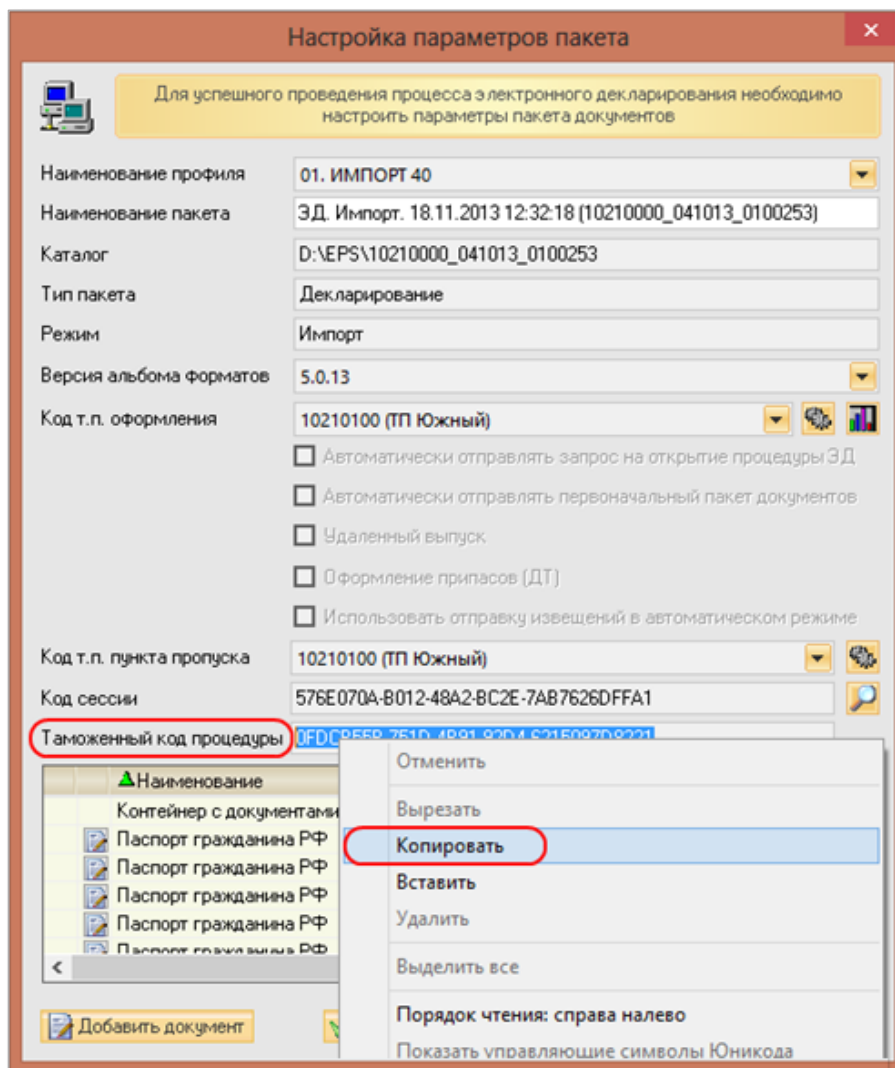 Настройка параметров пакета
Для успешного проведения процесса электронного декларирования необходимо
настроить параметры пакета документов
Наименование профиля 01. ИМПОРТ 40
Наименование пакета ЭД. Импорт. 18.11.2013 12:32:18 (10210000_041013_0100253)
Каталог D:\EPS\10210000_041013_0100253
Тип пакета Декларирование
Режим Импорт
Версия альбома форматов 5.0.13
Код т.п. оформления 10210100 (ТП Южный)
Автоматически отправлять запрос на открытие процедуры ЭД
Автоматически отправлять первоначальный пакет документов
Удаленный выпуск
Оформление припасов (ДТ)
Использовать отправку извещений в автоматическом режиме
Код т.п. пункта пропуска 10210100 (ТП Южный)
Код сессии 576E070A-B012-48A2-BC2E-7AB7626DFFA1
Таможенный код процедуры
Наименование
Контейнер с документами
Паспорт гражданина РФ
Паспорт гражданина РФ
Паспорт гражданина РФ
Паспорт гражданина РФ
Паспорт гражданина РФ
Добавить документ
Отменить
Вырезать
Копировать
Вставить
Удалить
Выделить все
Порядок чтения: справа налево
Показать управляющие символы Юникода